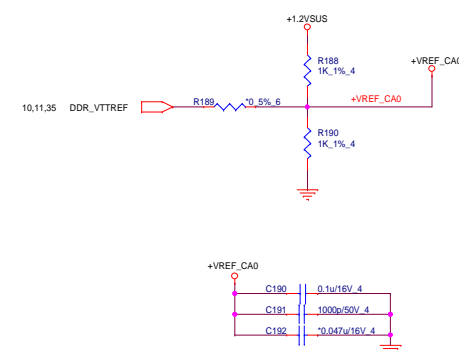 +1.2VSUS
R188
1K_1%_4
+VREF_CA0
R189 *0_5%_6 +VREF_CA0
10,11,35 DDR_VTTREF
R190
1K_1%_4
+VREF_CA0
C190 0.1u/16V_4
C191 1000p/50V_4
C192 *0.047u/16V_4